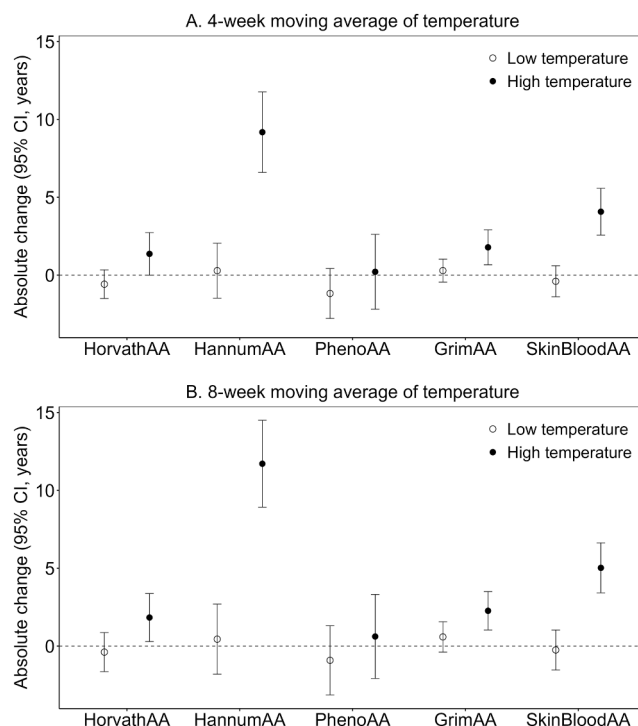 A. 4-week moving average of temperature
15
10
5
0
Absolute change (95% CI, years)
Low temperature
High temperature
HorvathAA HannumAA PhenoAA GrimAA SkinBloodAA
B. 8-week moving average of temperature
15
10
5
0
Absolute change (95% CI, years)
Low temperature
High temperature
HorvathAA HannumAA PhenoAA GrimAA SkinBloodAA